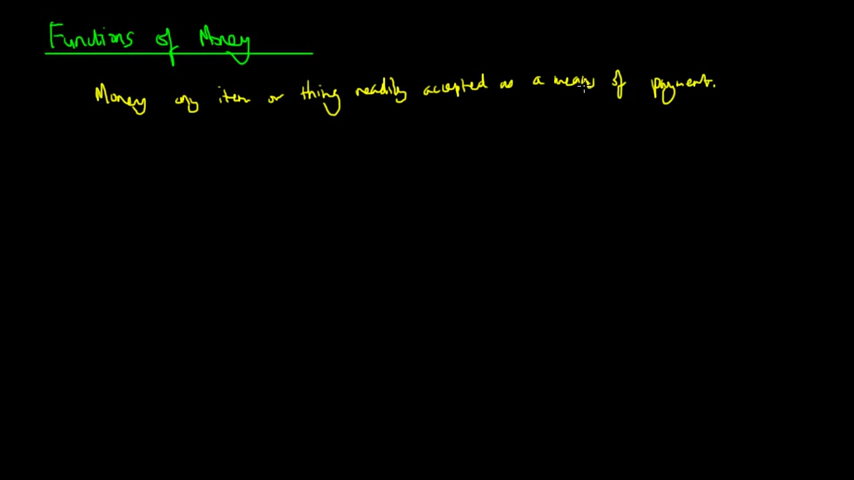 Functions of Money
Money any item or thing readily accepted as a means of payment.